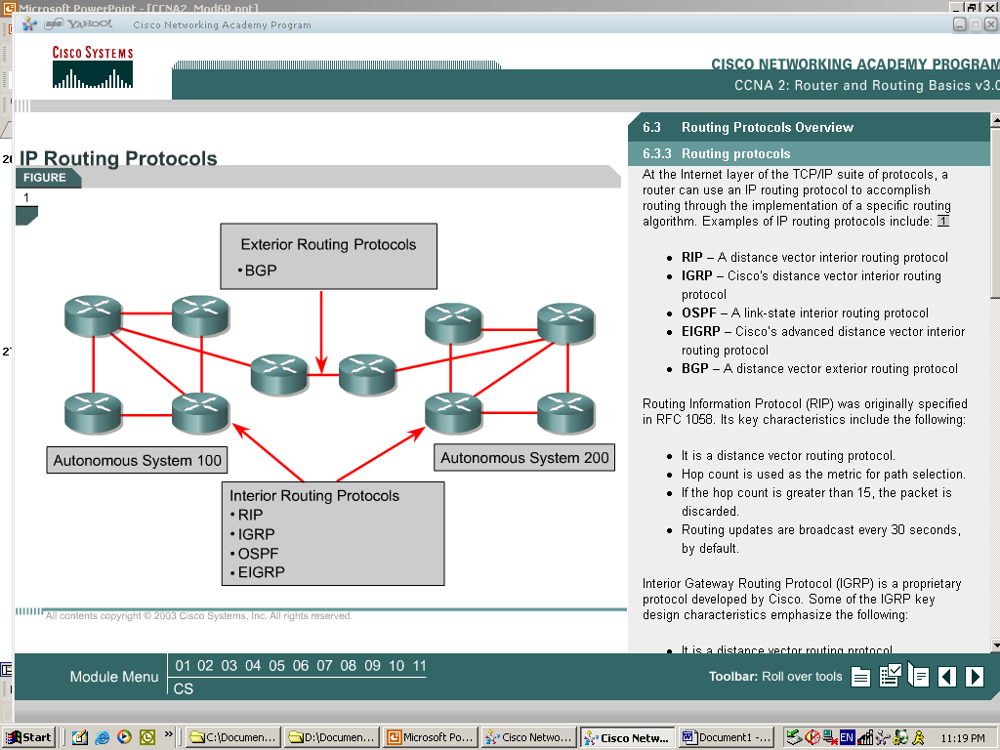 Microsoft PowerPoint - [CCNA2_Mod6R.ppt]
YAHOO! Cisco Networking Academy Program
CISCO SYSTEMS
CISCO NETWORKING ACADEMY PROGRAM
CCNA 2: Router and Routing Basics v3.0
6.3 Routing Protocols Overview
6.3.3 Routing protocols
IP Routing Protocols
FIGURE
1
Exterior Routing Protocols
• BGP
Autonomous System 100
Autonomous System 200
Interior Routing Protocols
• RIP
• IGRP
• OSPF
• EIGRP
All contents copyright © 2003 Cisco Systems, Inc. All rights reserved.
At the Internet layer of the TCP/IP suite of protocols, a
router can use an IP routing protocol to accomplish
routing through the implementation of a specific routing
algorithm. Examples of IP routing protocols include: 1
• RIP – A distance vector interior routing protocol
• IGRP – Cisco's distance vector interior routing
protocol
• OSPF – A link-state interior routing protocol
• EIGRP – Cisco's advanced distance vector interior
routing protocol
• BGP – A distance vector exterior routing protocol
Routing Information Protocol (RIP) was originally specified
in RFC 1058. Its key characteristics include the following:
• It is a distance vector routing protocol.
• Hop count is used as the metric for path selection.
• If the hop count is greater than 15, the packet is
discarded.
• Routing updates are broadcast every 30 seconds,
by default.
Interior Gateway Routing Protocol (IGRP) is a proprietary
protocol developed by Cisco. Some of the IGRP key
design characteristics emphasize the following:
• It is a distance vector routing protocol.
Module Menu
01 02 03 04 05 06 07 08 09 10 11
CS
Toolbar: Roll over tools
Start
»
C:\Documen...
D:\Documen...
Microsoft Po...
Cisco Netwo...
Cisco Netw...
Document1 -...
EN
11:19 PM